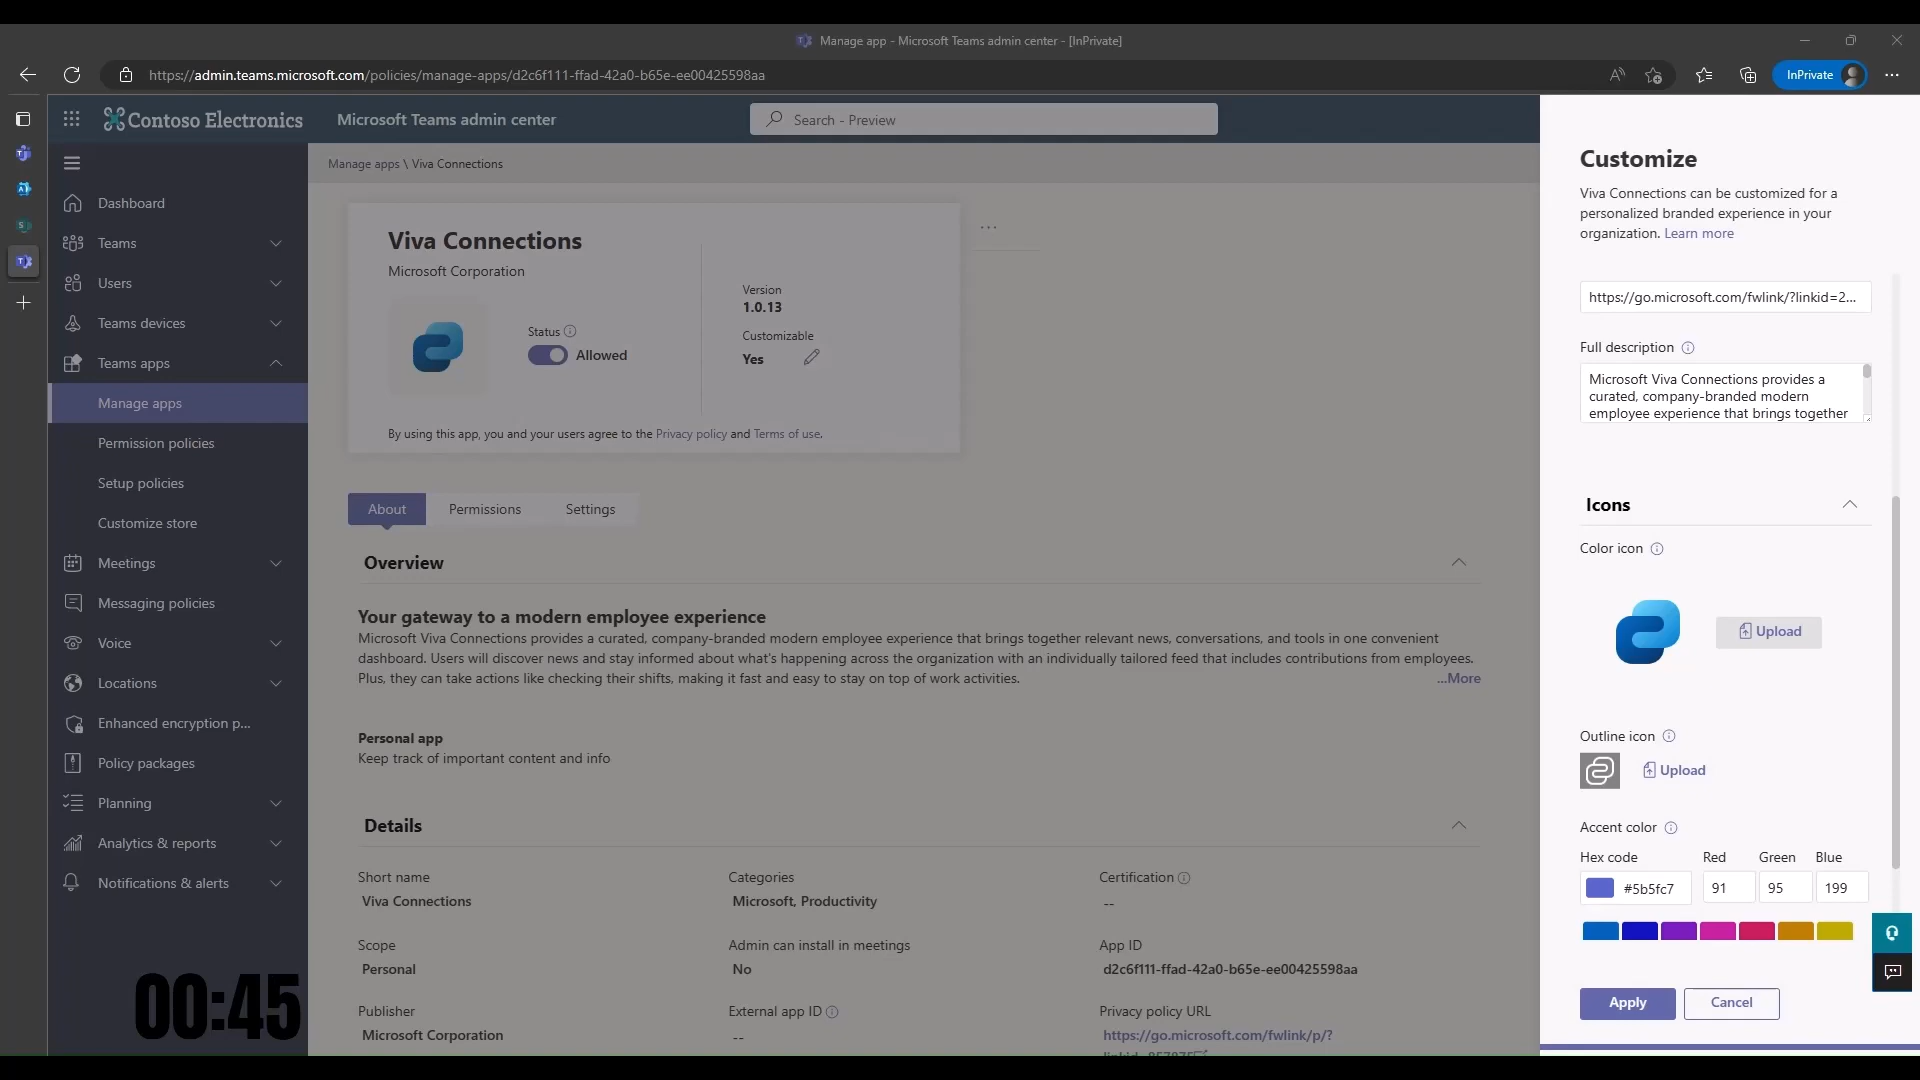 Manage app - Microsoft Teams admin center - [InPrivate]
https://admin.teams.microsoft.com/policies/manage-apps/d2c6f111-ffad-42a0-b65e-ee00425598aa
InPrivate
Contoso Electronics
Microsoft Teams admin center
Search - Preview
Dashboard
Teams
Users
Teams devices
Teams apps
Manage apps
Permission policies
Setup policies
Customize store
Meetings
Messaging policies
Voice
Locations
Enhanced encryption p...
Policy packages
Planning
Analytics & reports
Notifications & alerts
00:45
Manage apps \ Viva Connections
Viva Connections
Microsoft Corporation
Status
Allowed
Version
1.0.13
Customizable
Yes
By using this app, you and your users agree to the Privacy policy and Terms of use.
About
Permissions
Settings
Overview
Your gateway to a modern employee experience
Microsoft Viva Connections provides a curated, company-branded modern employee experience that brings together relevant news, conversations, and tools in one convenient
dashboard. Users will discover news and stay informed about what's happening across the organization with an individually tailored feed that includes contributions from employees.
Plus, they can take actions like checking their shifts, making it fast and easy to stay on top of work activities.
...More
Personal app
Keep track of important content and info
Details
Short name
Viva Connections
Categories
Microsoft, Productivity
Certification
--
Scope
Personal
Admin can install in meetings
No
App ID
d2c6f111-ffad-42a0-b65e-ee00425598aa
Publisher
Microsoft Corporation
External app ID
--
Privacy policy URL
https://go.microsoft.com/fwlink/p/?
Customize
Viva Connections can be customized for a
personalized branded experience in your
organization. Learn more
https://go.microsoft.com/fwlink/?linkid=2...
Full description
Microsoft Viva Connections provides a
curated, company-branded modern
employee experience that brings together
Icons
Color icon
Upload
Outline icon
Upload
Accent color
Hex code
Red
Green
Blue
#5b5fc7
91
95
199
Apply
Cancel